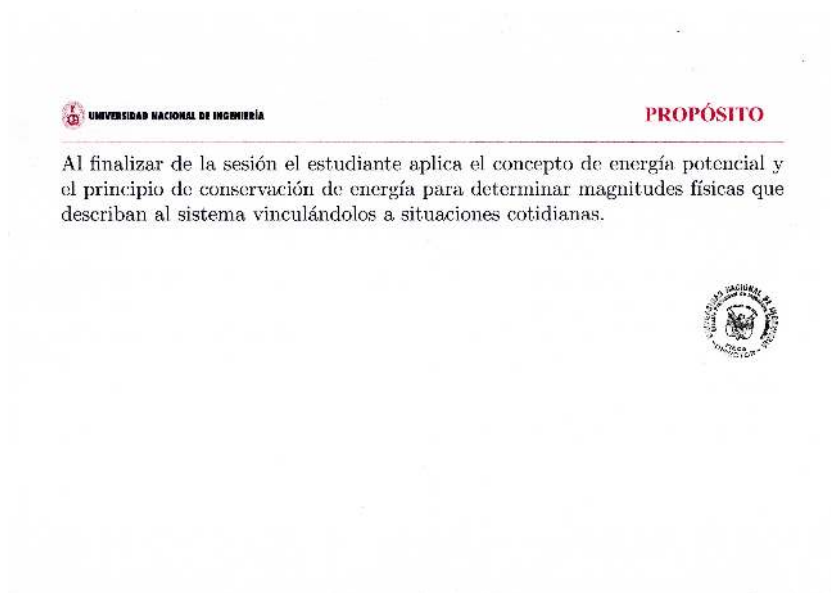 UNIVERSIDAD NACIONAL DE INGENIERÍA
PROPÓSITO
Al finalizar de la sesión el estudiante aplica el concepto de energía potencial y
el principio de conservación de energía para determinar magnitudes físicas que
describan al sistema vinculándolos a situaciones cotidianas.